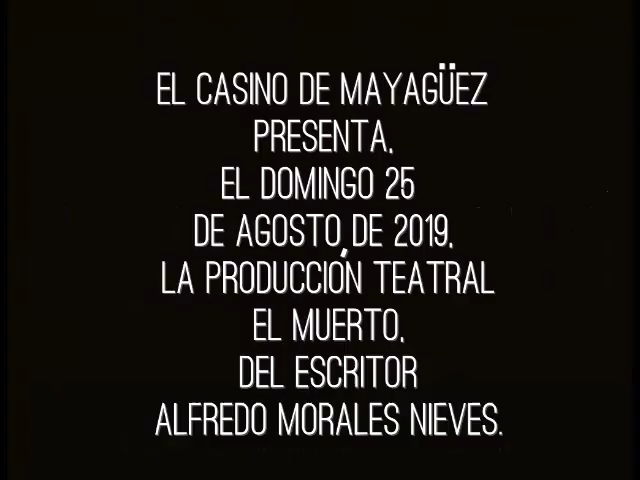 EL CASINO DE MAYAGÜEZ
PRESENTA,
EL DOMINGO 25
DE AGOSTO DE 2019,
LA PRODUCCIÓN TEATRAL
EL MUERTO,
DEL ESCRITOR
ALFREDO MORALES NIEVES.